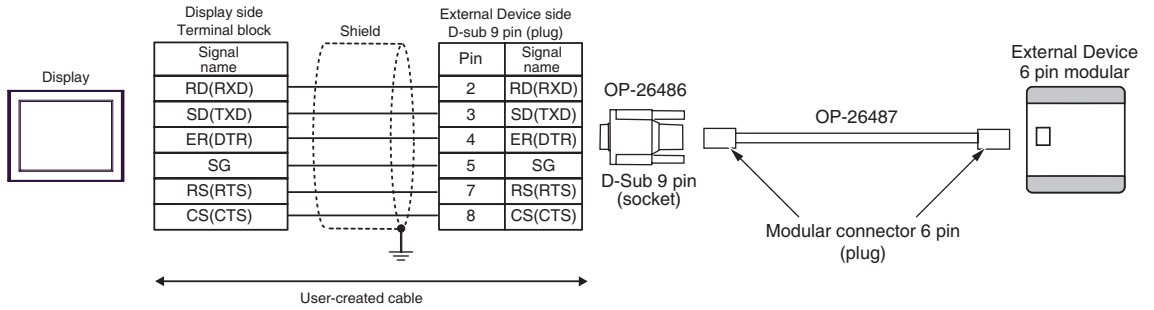 Display side
Terminal block
Shield
External Device side
D-sub 9 pin (plug)
Signal
name
Pin
Signal
name
RD(RXD)
2
RD(RXD)
SD(TXD)
3
SD(TXD)
ER(DTR)
4
ER(DTR)
SG
5
SG
RS(RTS)
7
RS(RTS)
CS(CTS)
8
CS(CTS)
Display
User-created cable
OP-26486
D-Sub 9 pin
(socket)
OP-26487
Modular connector 6 pin
(plug)
External Device
6 pin modular